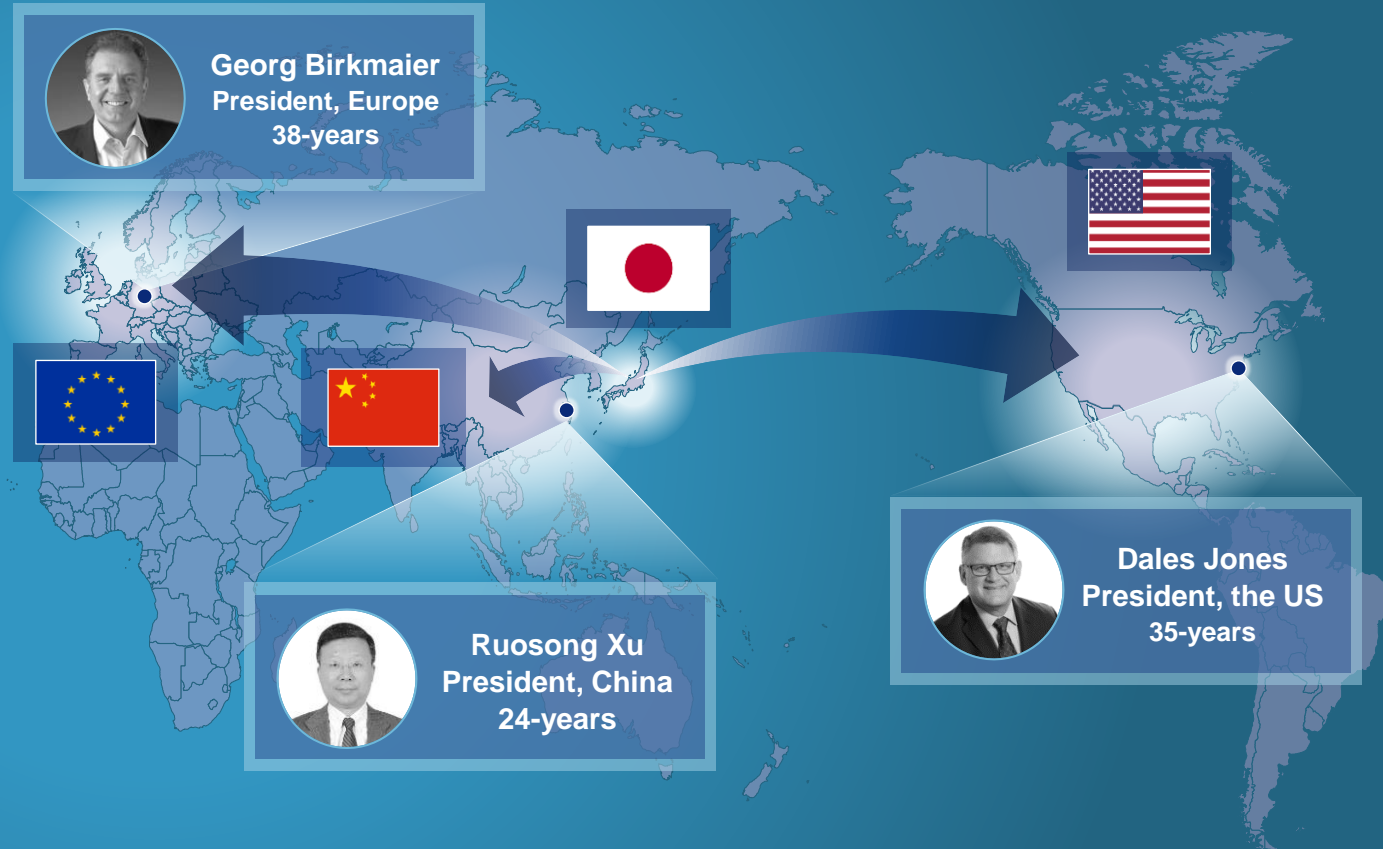 Georg Birkmaier
President, Europe
38-years
Ruosong Xu
President, China
24-years
Dales Jones
President, the US
35-years